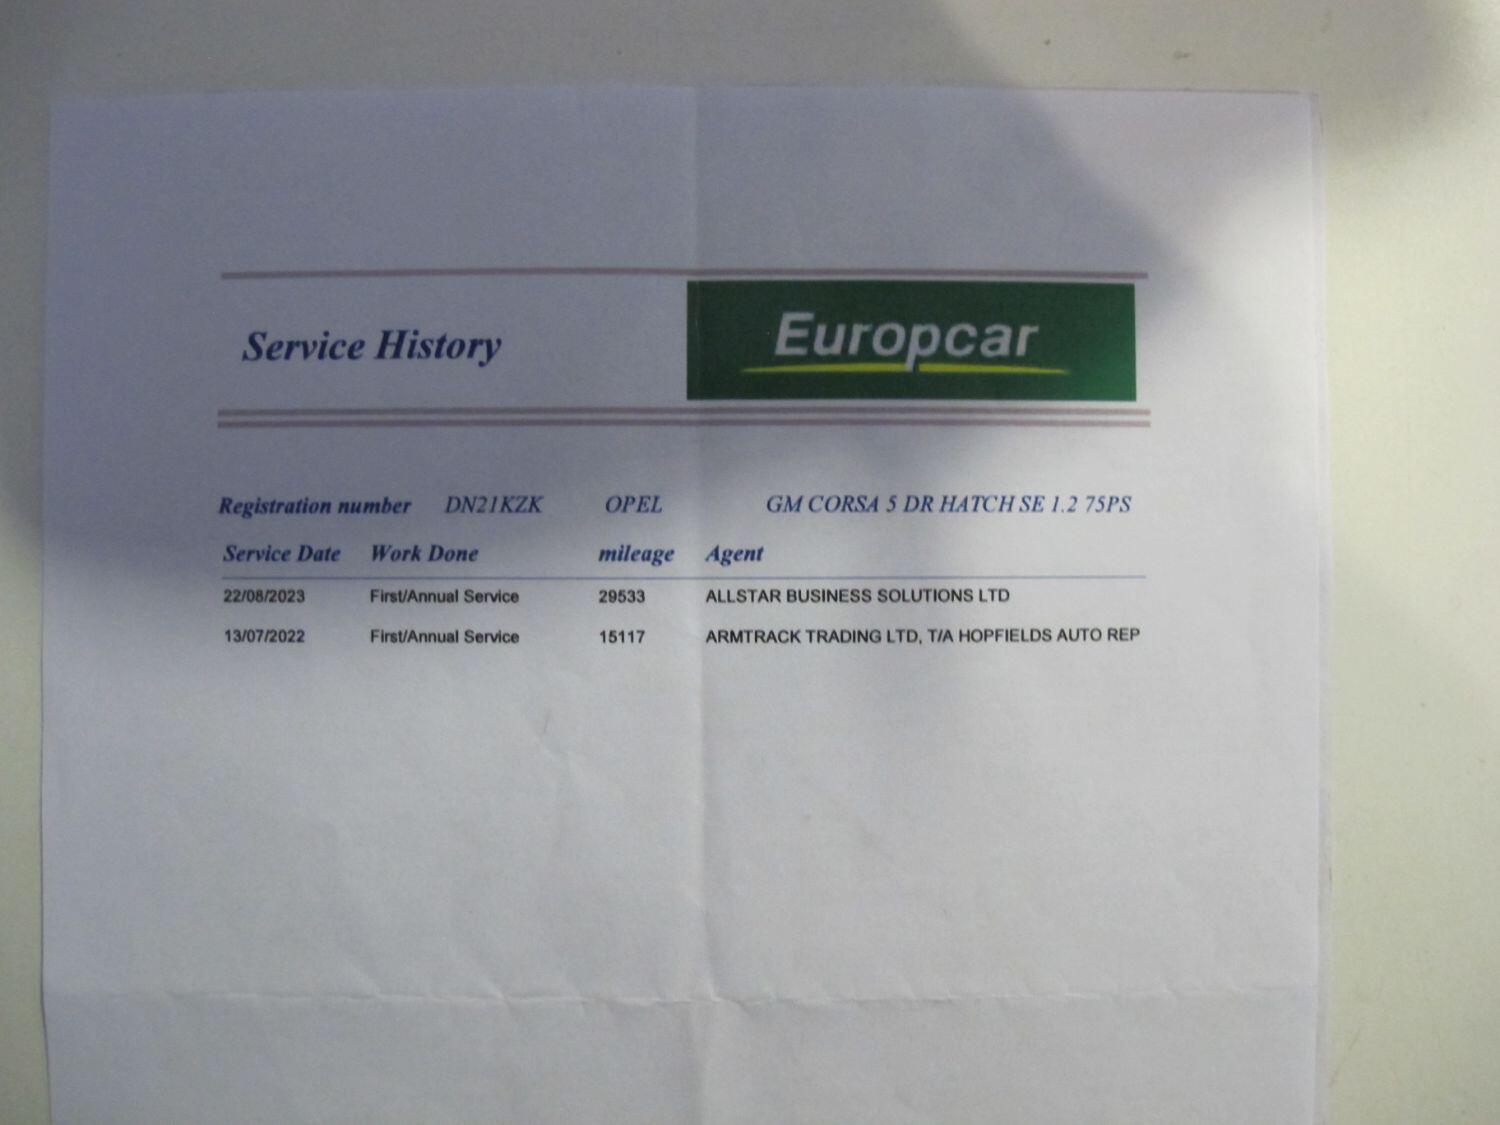 Service History
Europcar
Registration number DN21KZK OPEL GM CORSA 5 DR HATCH SE 1.2 75PS
Service Date Work Done mileage Agent
22/08/2023 First/Annual Service 29533 ALLSTAR BUSINESS SOLUTIONS LTD
13/07/2022 First/Annual Service 15117 ARMTRACK TRADING LTD, T/A HOPFIELDS AUTO REP